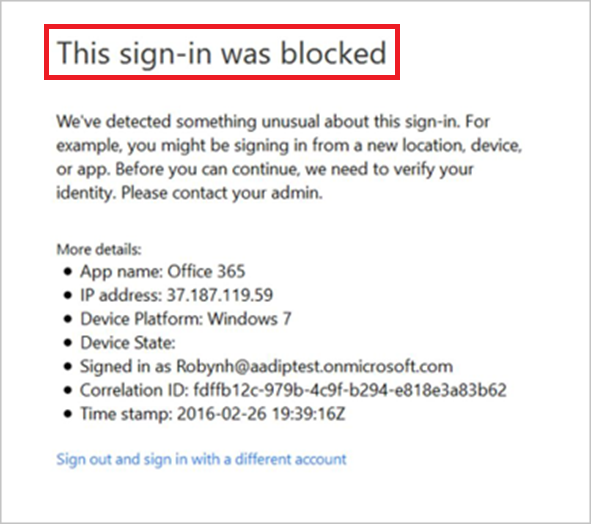 This sign-in was blocked
We've detected something unusual about this sign-in. For
example, you might be signing in from a new location, device,
or app. Before you can continue, we need to verify your
identity. Please contact your admin.
More details:
• App name: Office 365
• IP address: 37.187.119.59
• Device Platform: Windows 7
• Device State:
• Signed in as Robynh@aadiptest.onmicrosoft.com
• Correlation ID: fdffb12c-979b-4c9f-b294-e818e3a83b62
• Time stamp: 2016-02-26 19:39:16Z
Sign out and sign in with a different account